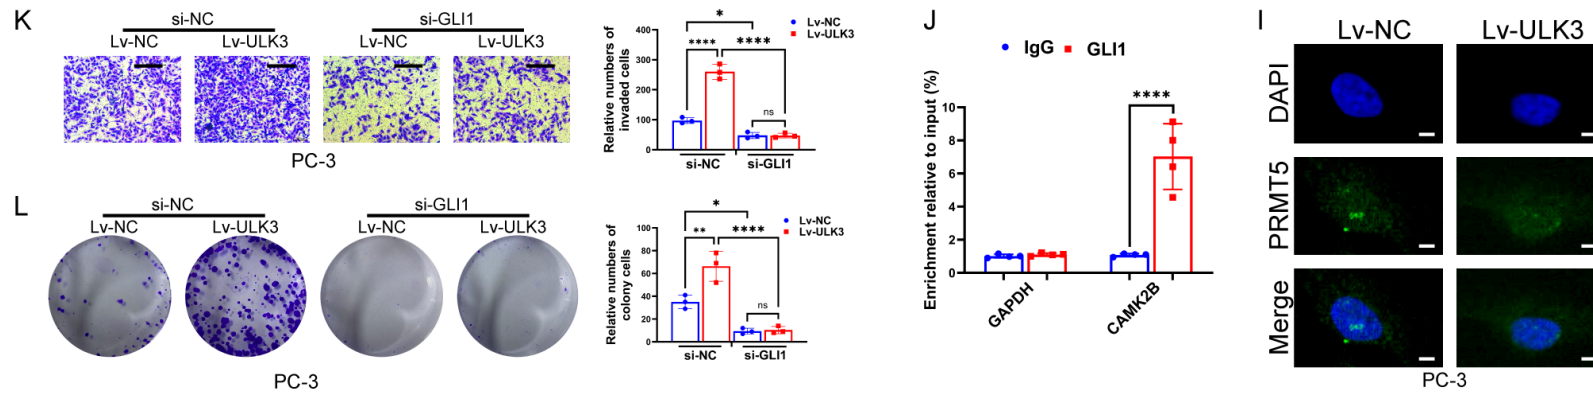 K
si-NC si-GLI1
Lv-NC Lv-ULK3 Lv-NC Lv-ULK3
PC-3
Relative numbers of
invaded cells
400
300
200
100
0
* **** **** ns
Lv-NC
Lv-ULK3
si-NC si-GLI1
L
si-NC si-GLI1
Lv-NC Lv-ULK3 Lv-NC Lv-ULK3
PC-3
Relative numbers of
colony cells
100
80
60
40
20
0
* ** **** ns
Lv-NC
Lv-ULK3
si-NC si-GLI1
J
IgG GLI1
Enrichment relative to input (%)
10
8
6
4
2
0
****
GAPDH CAMK2B
I
Lv-NC Lv-ULK3
DAPI
PRMT5
Merge
PC-3